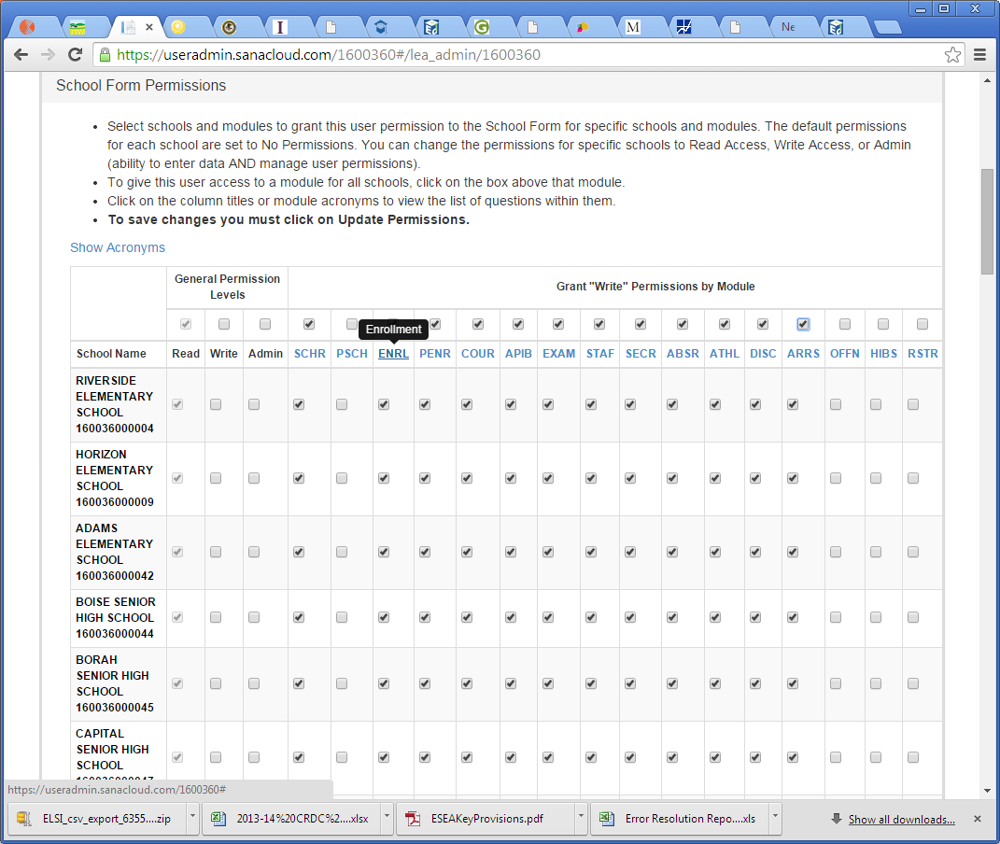 I
M
Ne
https://useradmin.sanacloud.com/1600360#/lea_admin/1600360
School Form Permissions
• Select schools and modules to grant this user permission to the School Form for specific schools and modules. The default permissions
for each school are set to No Permissions. You can change the permissions for specific schools to Read Access, Write Access, or Admin
(ability to enter data AND manage user permissions).
• To give this user access to a module for all schools, click on the box above that module.
• Click on the column titles or module acronyms to view the list of questions within them.
• To save changes you must click on Update Permissions.
Show Acronyms
General Permission
Levels
Grant "Write" Permissions by Module
Enrollment
School Name Read Write Admin SCHR PSCH ENRL PENR COUR APIB EXAM STAF SECR ABSR ATHL DISC ARRS OFFN HIBS RSTR
RIVERSIDE
ELEMENTARY
SCHOOL
160036000004
HORIZON
ELEMENTARY
SCHOOL
160036000009
ADAMS
ELEMENTARY
SCHOOL
160036000042
BOISE SENIOR
HIGH SCHOOL
160036000044
BORAH
SENIOR HIGH
SCHOOL
160036000045
CAPITAL
SENIOR HIGH
SCHOOL
https://useradmin.sanacloud.com/1600360#
ELSI_csv_export_6355....zip
2013-14%20CRDC%2....xlsx
ESEAKeyProvisions.pdf
Error Resolution Repo....xls
Show all downloads...